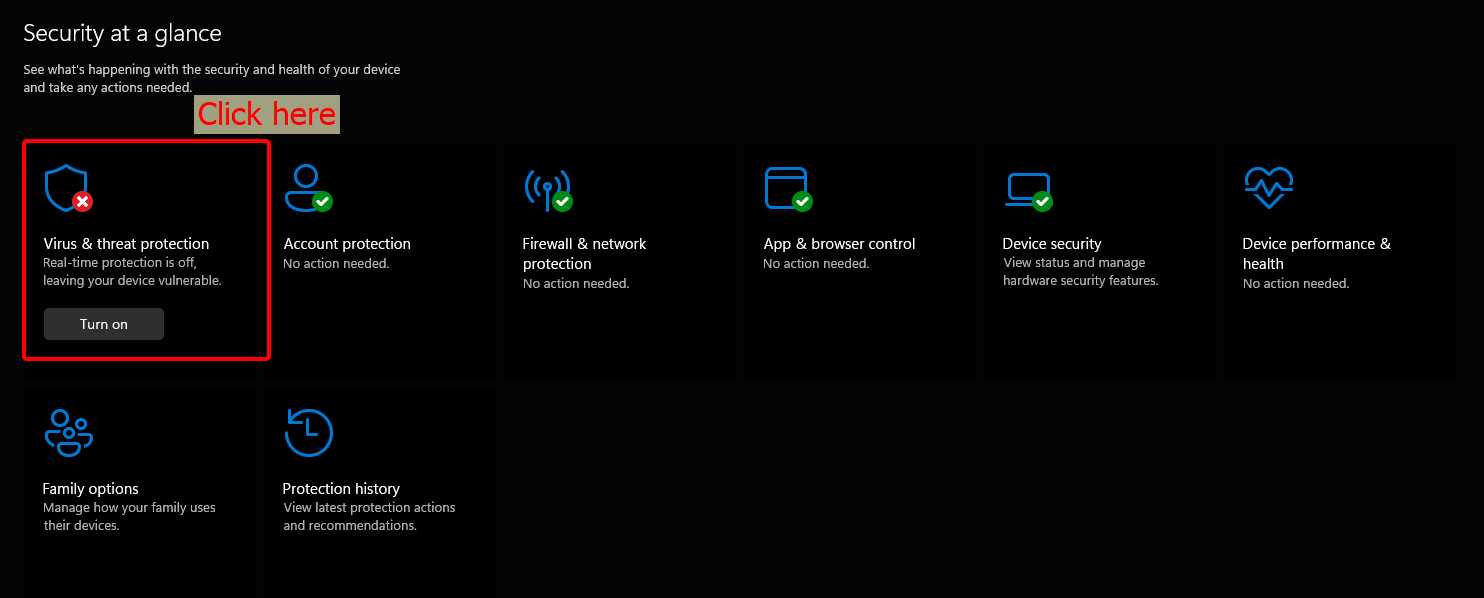 Security at a glance
See what's happening with the security and health of your device
and take any actions needed.
Click here
Virus & threat protection
Real-time protection is off,
leaving your device vulnerable.
Turn on
Account protection
No action needed.
Firewall & network
protection
No action needed.
App & browser control
No action needed.
Device security
View status and manage
hardware security features.
Device performance &
health
No action needed.
Family options
Manage how your family uses
their devices.
Protection history
View latest protection actions
and recommendations.